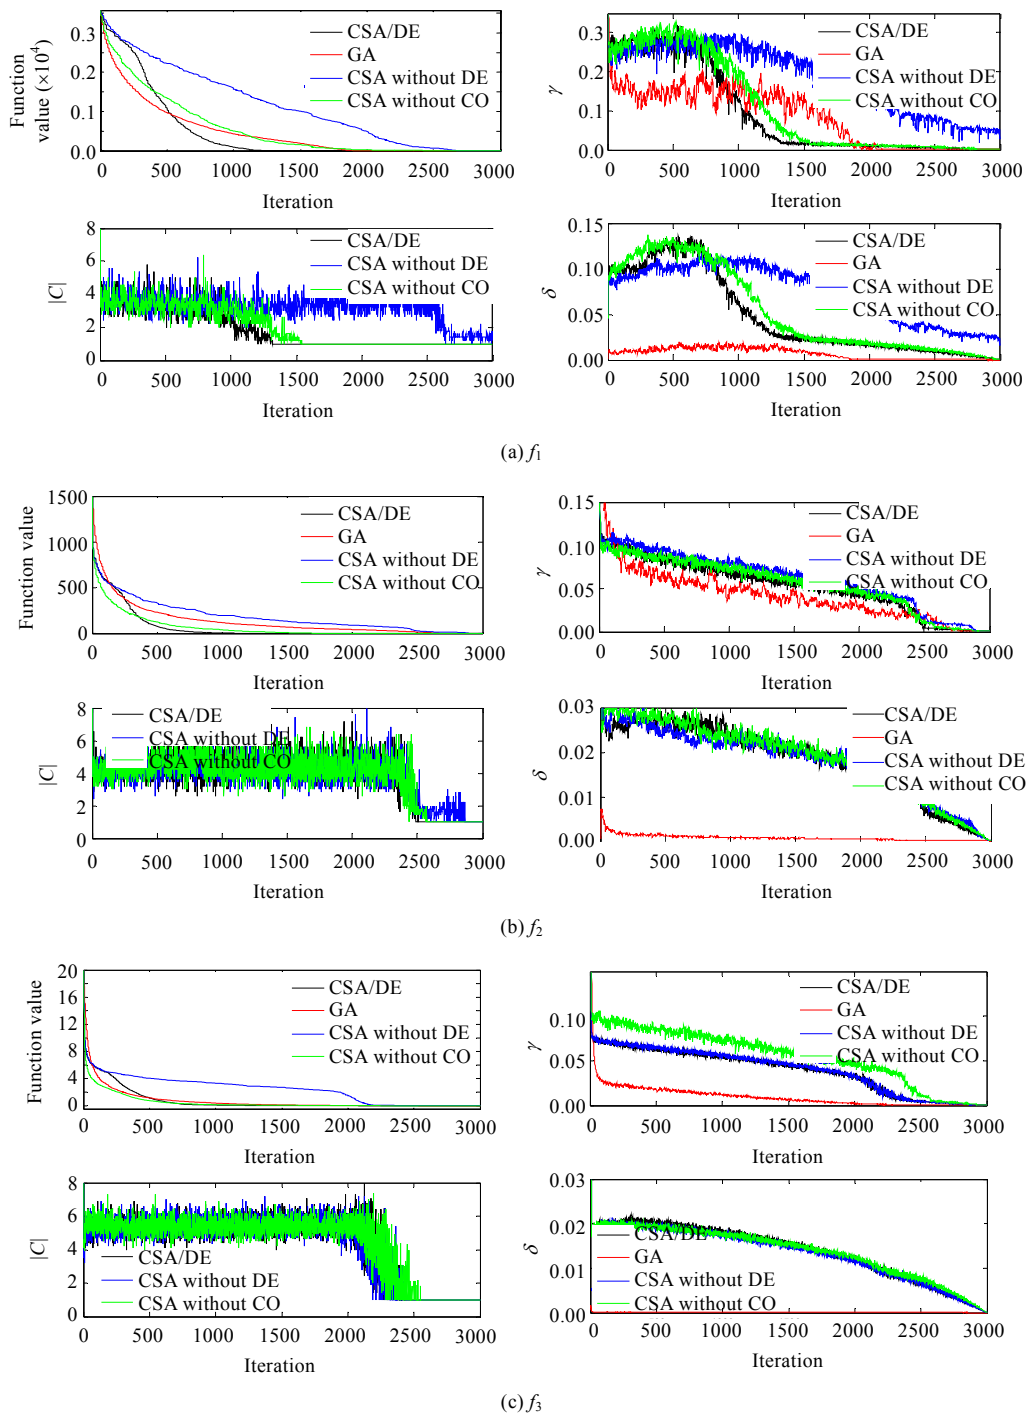 Function value (×10⁴)
0.3
0.2
0.1
0.0
0 500 1000 1500 2000 2500 3000
Iteration
CSA/DE
GA
CSA without DE
CSA without CO
γ
0.3
0.2
0.1
0.0
0 500 1000 1500 2000 2500 3000
Iteration
CSA/DE
GA
CSA without DE
CSA without CO
|C|
8
6
4
2
0
0 500 1000 1500 2000 2500 3000
Iteration
CSA/DE
CSA without DE
CSA without CO
δ
0.15
0.10
0.05
0.00
0 500 1000 1500 2000 2500 3000
Iteration
CSA/DE
GA
CSA without DE
CSA without CO
(a) f₁
Function value
1500
1000
500
0
0 500 1000 1500 2000 2500 3000
Iteration
CSA/DE
GA
CSA without DE
CSA without CO
γ
0.15
0.10
0.05
0.00
0 500 1000 1500 2000 2500 3000
Iteration
CSA/DE
GA
CSA without DE
CSA without CO
|C|
8
6
4
2
0
0 500 1000 1500 2000 2500 3000
Iteration
CSA/DE
CSA without DE
CSA without CO
δ
0.03
0.02
0.01
0.00
0 500 1000 1500 2000 2500 3000
Iteration
CSA/DE
GA
CSA without DE
CSA without CO
(b) f₂
Function value
20
16
12
8
4
0
0 500 1000 1500 2000 2500 3000
Iteration
CSA/DE
GA
CSA without DE
CSA without CO
γ
0.10
0.05
0.00
0 500 1000 1500 2000 2500 3000
Iteration
CSA/DE
GA
CSA without DE
CSA without CO
|C|
8
6
4
2
0
0 500 1000 1500 2000 2500 3000
Iteration
CSA/DE
CSA without DE
CSA without CO
δ
0.03
0.02
0.01
0.00
0 500 1000 1500 2000 2500 3000
Iteration
CSA/DE
GA
CSA without DE
CSA without CO
(c) f₃